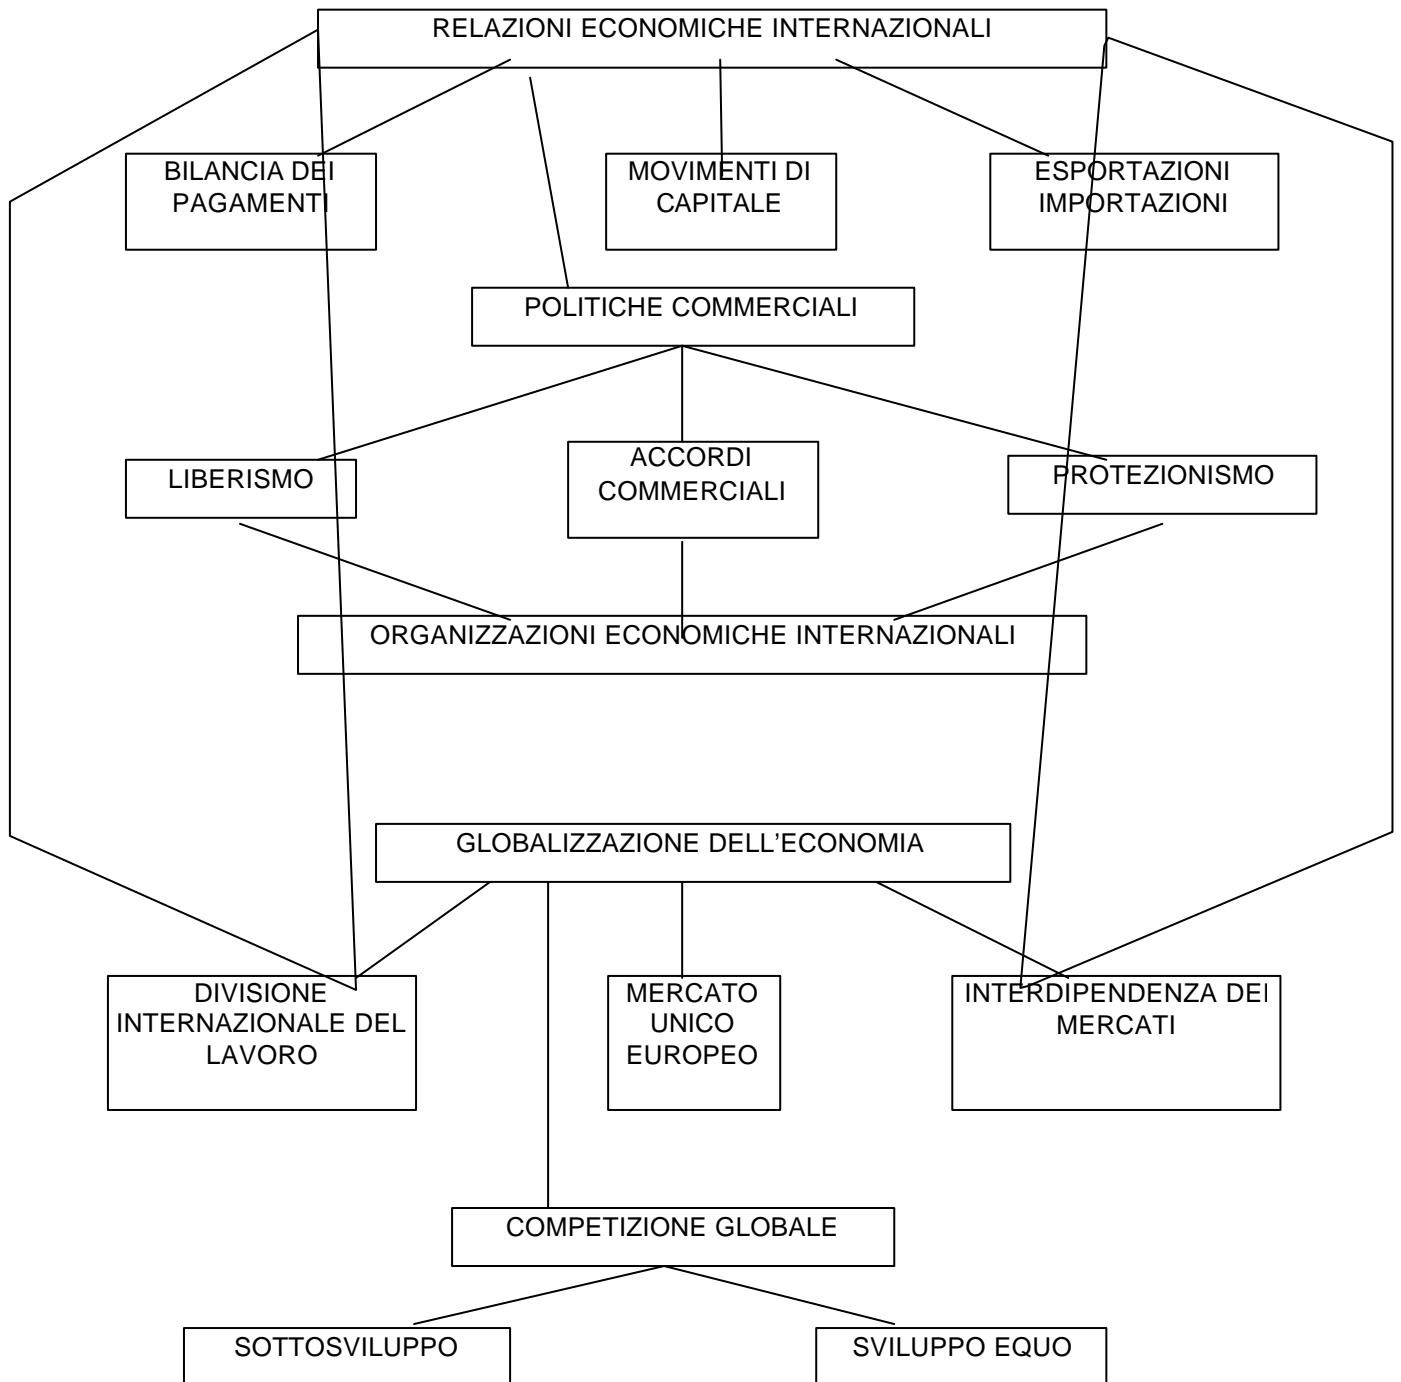 RELAZIONI ECONOMICHE INTERNAZIONALI
BILANCIA DEI
PAGAMENTI
MOVIMENTI DI
CAPITALE
ESPORTAZIONI
IMPORTAZIONI
POLITICHE COMMERCIALI
LIBERISMO
ACCORDI
COMMERCIALI
PROTEZIONISMO
ORGANIZZAZIONI ECONOMICHE INTERNAZIONALI
GLOBALIZZAZIONE DELL’ECONOMIA
DIVISIONE
INTERNAZIONALE DEL
LAVORO
MERCATO
UNICO
EUROPEO
INTERDIPENDENZA DEI
MERCATI
COMPETIZIONE GLOBALE
SOTTOSVILUPPO
SVILUPPO EQUO